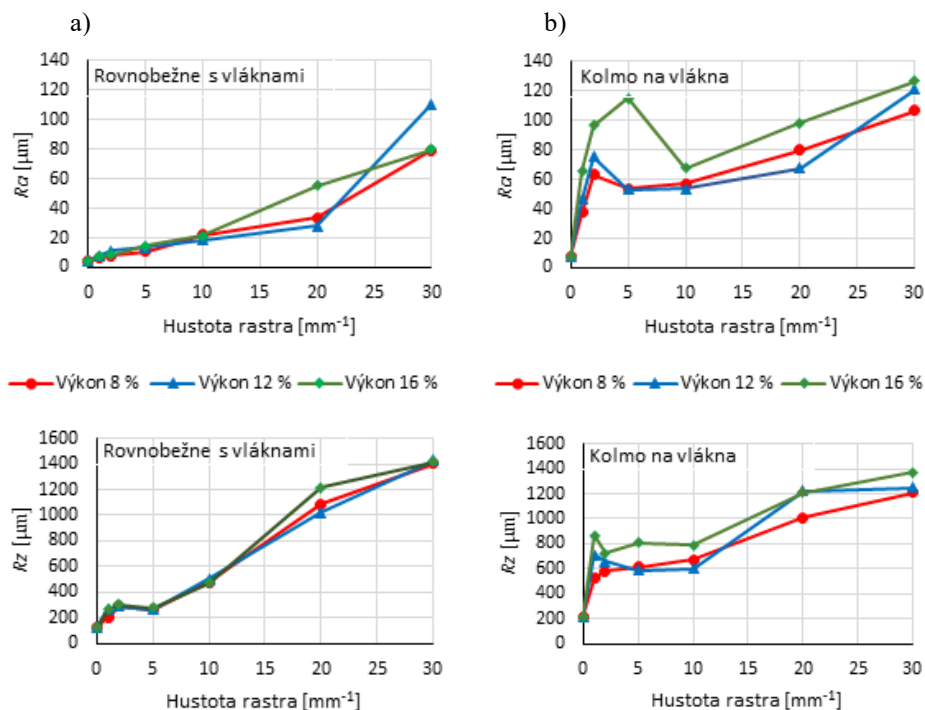 a)
b)
Rovnobežne s vláknami
Ra [µm]
140
120
100
80
60
40
20
0
0 5 10 15 20 25 30
Hustota rastra [mm⁻¹]
Kolmo na vlákna
Ra [µm]
140
120
100
80
60
40
20
0
0 5 10 15 20 25 30
Hustota rastra [mm⁻¹]
Výkon 8 % Výkon 12 % Výkon 16 %
Výkon 8 % Výkon 12 % Výkon 16 %
Rovnobežne s vláknami
Rz [µm]
1600
1400
1200
1000
800
600
400
200
0
0 5 10 15 20 25 30
Hustota rastra [mm⁻¹]
Kolmo na vlákna
Rz [µm]
1600
1400
1200
1000
800
600
400
200
0
0 5 10 15 20 25 30
Hustota rastra [mm⁻¹]